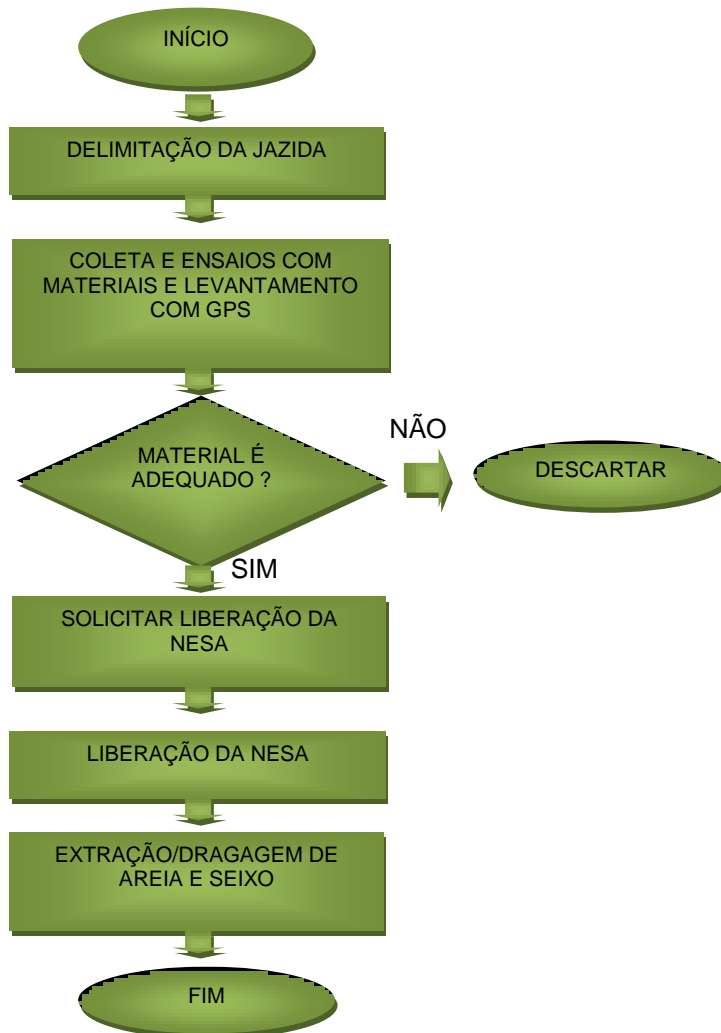 INÍCIO
DELIMITAÇÃO DA JAZIDA
COLETA E ENSAIOS COM
MATERIAIS E LEVANTAMENTO
COM GPS
MATERIAL É
ADEQUADO ?
NÃO
DESCARTAR
SIM
SOLICITAR LIBERAÇÃO DA
NESA
LIBERAÇÃO DA NESA
EXTRAÇÃO/DRAGAGEM DE
AREIA E SEIXO
FIM